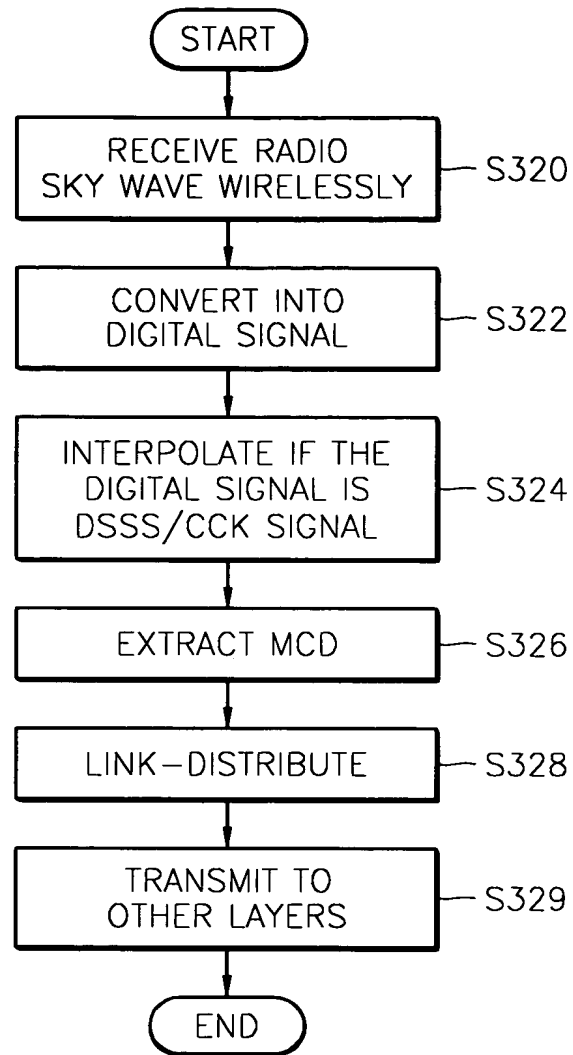 START
RECEIVE RADIO
SKY WAVE WIRELESSLY
S320
CONVERT INTO
DIGITAL SIGNAL
S322
INTERPOLATE IF THE
DIGITAL SIGNAL IS
DSSS/CCK SIGNAL
S324
EXTRACT MCD
S326
LINK-DISTRIBUTE
S328
TRANSMIT TO
OTHER LAYERS
S329
END